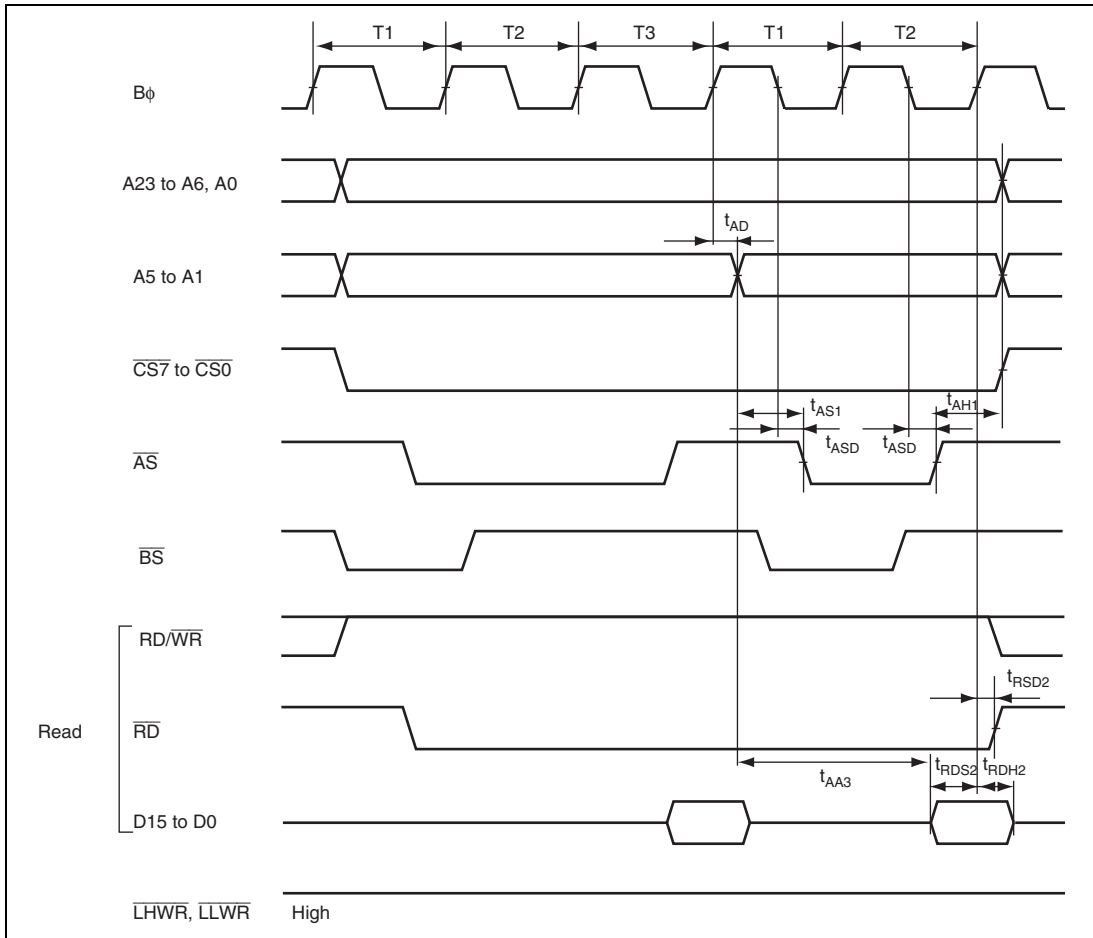 T1 T2 T3 T1 T2
Bϕ
A23 to A6, A0
tAD
A5 to A1
CS7 to CS0
tAS1 tAH1
tASD tASD
AS
BS
RD/WR
tRSD2
Read RD
tAA3 tRDS2 tRDH2
D15 to D0
LHWR, LLWR High